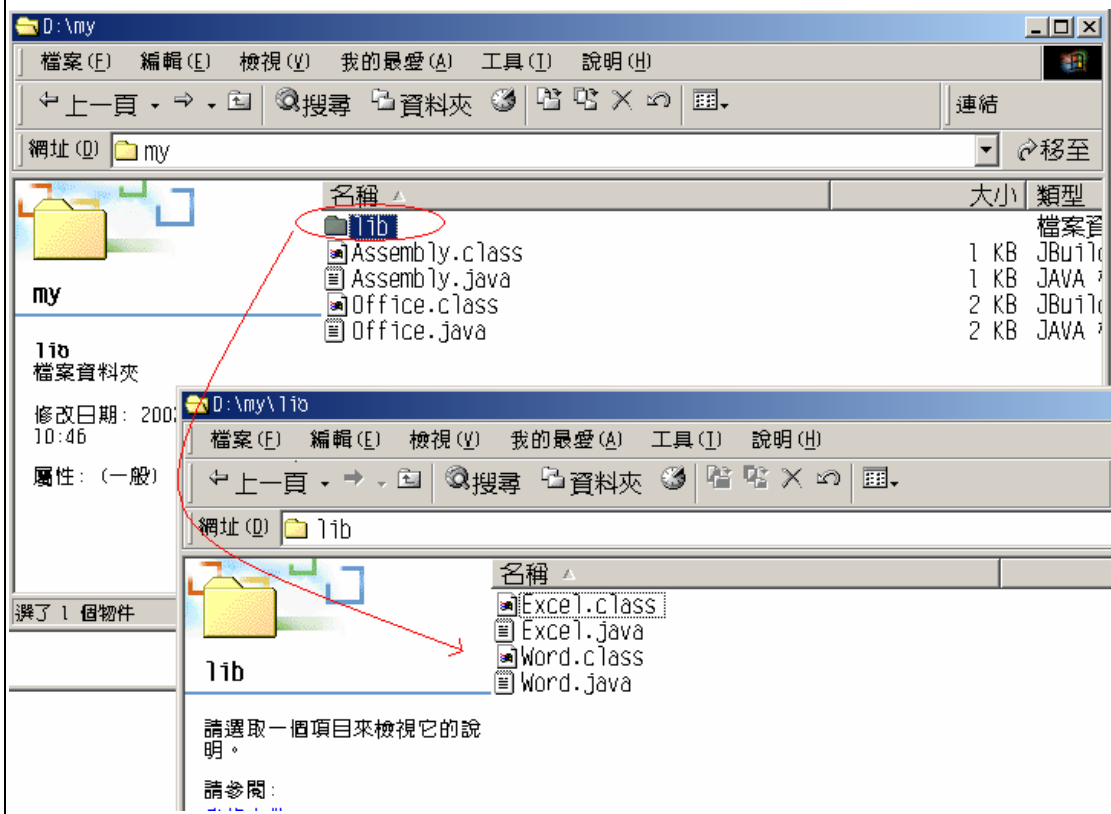 D:\my
檔案(F) 編輯(E) 檢視(V) 我的最愛(A) 工具(T) 說明(H)
上一頁 搜尋 資料夾 連結
網址(D) my 移至
名稱 大小 類型
lib 檔案資
Assembly.class 1 KB JBuild
Assembly.java 1 KB JAVA
Office.class 2 KB JBuild
Office.java 2 KB JAVA
my
lib
檔案資料夾
修改日期: 200
10:46
屬性: (一般)
選了 1 個物件
D:\my\lib
檔案(F) 編輯(E) 檢視(V) 我的最愛(A) 工具(T) 說明(H)
上一頁 搜尋 資料夾
網址(D) lib
名稱
Excel.class
Excel.java
Word.class
Word.java
lib
請選取一個項目來檢視它的說
明。
請參閱: